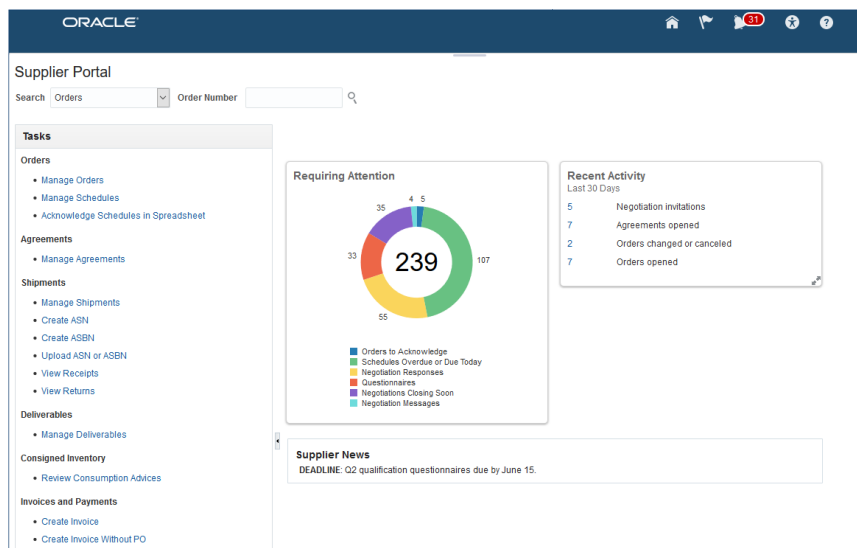 ORACLE
31
?
Supplier Portal
Search Orders Order Number
Tasks
Orders
Manage Orders
Manage Schedules
Acknowledge Schedules in Spreadsheet
Agreements
Manage Agreements
Shipments
Manage Shipments
Create ASN
Create ASBN
Upload ASN or ASBN
View Receipts
View Returns
Deliverables
Manage Deliverables
Consigned Inventory
Review Consumption Advices
Invoices and Payments
Create Invoice
Create Invoice Without PO
Requiring Attention
4 5
35
107
33
239
55
Orders to Acknowledge
Schedules Overdue or Due Today
Negotiation Responses
Questionnaires
Negotiations Closing Soon
Negotiation Messages
Recent Activity
Last 30 Days
5 Negotiation invitations
7 Agreements opened
2 Orders changed or canceled
7 Orders opened
Supplier News
DEADLINE: Q2 qualification questionnaires due by June 15.